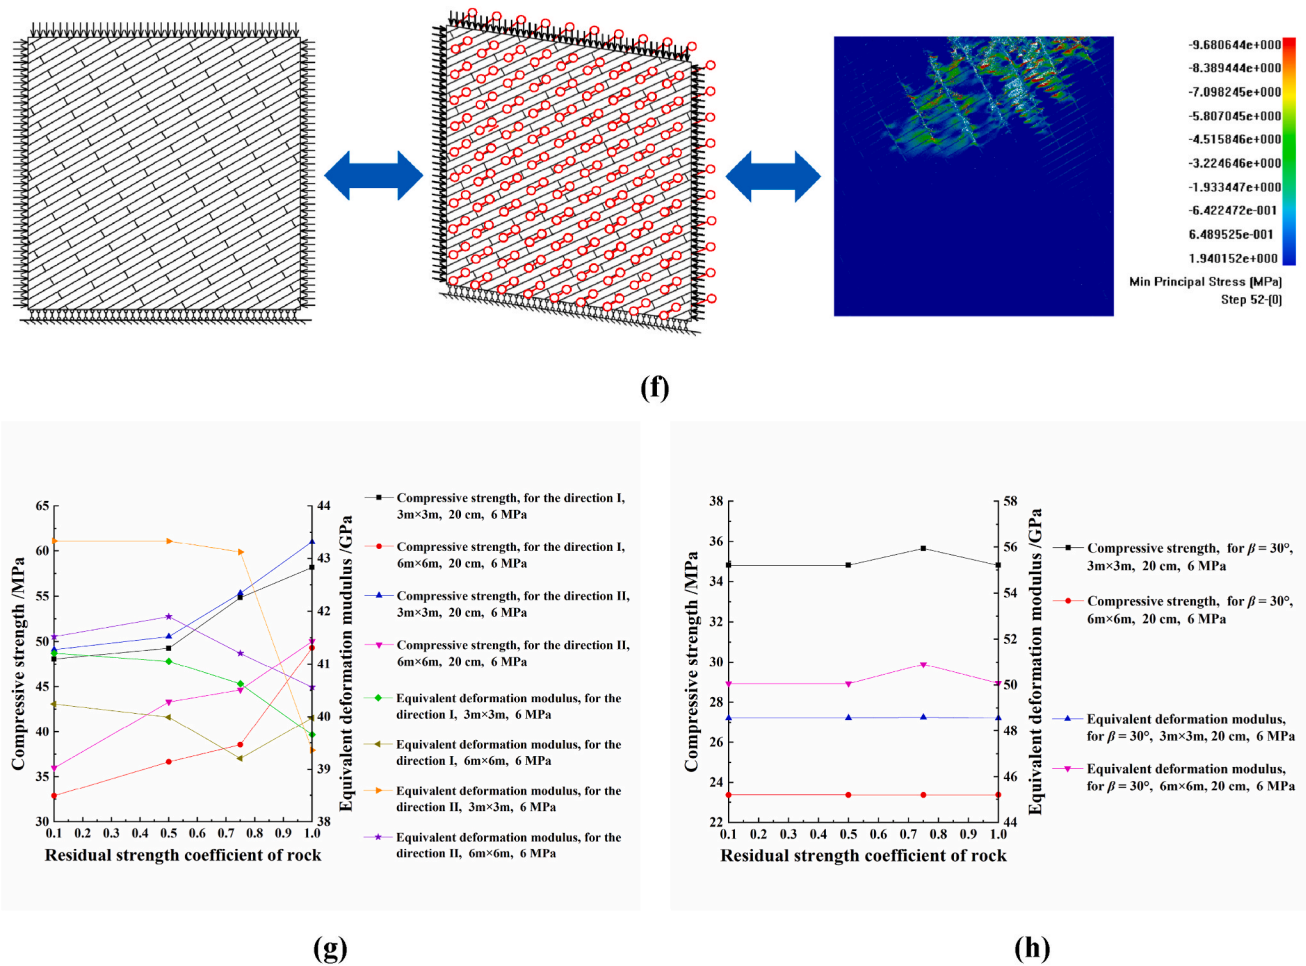 -9.680644e+000
-8.389444e+000
-7.098245e+000
-5.807045e+000
-4.515846e+000
-3.224646e+000
-1.933447e+000
-6.422472e-001
6.489525e-001
1.940152e+000
Min Principal Stress (MPa)
Step 52-(0)
(f)
65
60
55
50
45
40
35
30
Compressive strength /MPa
0.1
0.2
0.3
0.4
0.5
0.6
0.7
0.8
0.9
1.0
Residual strength coefficient of rock
44
43
42
41
40
39
38
Equivalent deformation mudulus /GPa
Compressive strength, for the direction I,
3m×3m, 20 cm, 6 MPa
Compressive strength, for the direction I,
6m×6m, 20 cm, 6 MPa
Compressive strength, for the direction II,
3m×3m, 20 cm, 6 MPa
Compressive strength, for the direction II,
6m×6m, 20 cm, 6 MPa
Equivalent deformation modulus, for the
direction I, 3m×3m, 6 MPa
Equivalent deformation modulus, for the
direction I, 6m×6m, 6 MPa
Equivalent deformation modulus, for the
direction II, 3m×3m, 6 MPa
Equivalent deformation modulus, for the
direction II, 6m×6m, 6 MPa
(g)
38
36
34
32
30
28
26
24
22
Compressive strength /MPa
0.1
0.2
0.3
0.4
0.5
0.6
0.7
0.8
0.9
1.0
Residual strength coefficient of rock
58
56
54
52
50
48
46
44
Equivalent deformation modulus /GPa
Compressive strength, for β = 30°,
3m×3m, 20 cm, 6 MPa
Compressive strength, for β = 30°,
6m×6m, 20 cm, 6 MPa
Equivalent deformation modulus,
for β = 30°, 3m×3m, 20 cm, 6 MPa
Equivalent deformation modulus,
for β = 30°, 6m×6m, 20 cm, 6 MPa
(h)